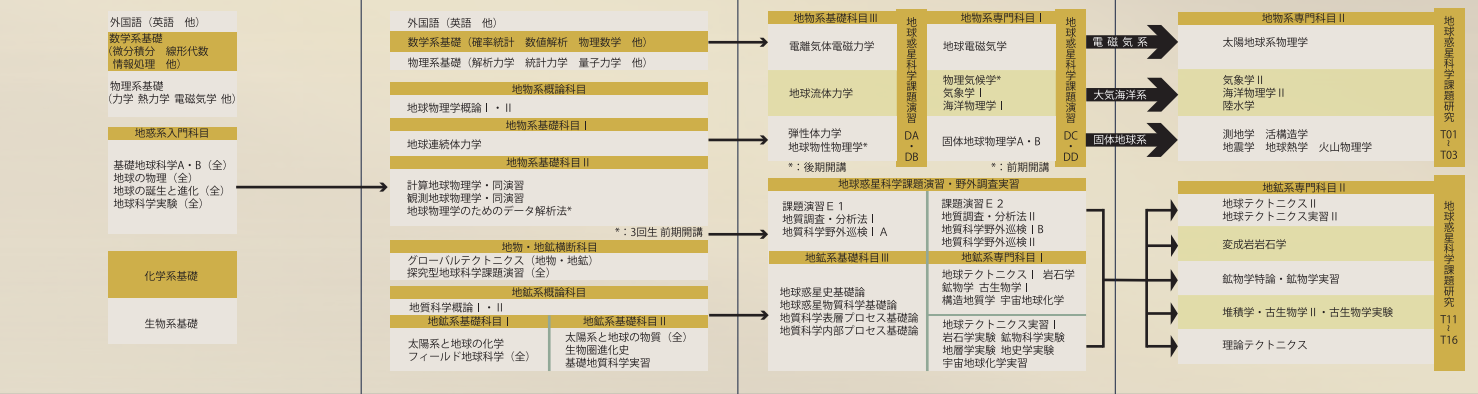 外国語（英語　他）
数学系基礎
（微分積分　線形代数
情報処理　他）
物理系基礎
（力学 熱力学 電磁気学 他）
地惑系入門科目
基礎地球科学A・B（全）
地球の物理（全）
地球の誕生と進化（全）
地球科学実験（全）
化学系基礎
生物系基礎
外国語（英語　他）
数学系基礎（確率統計　数値解析　物理数学　他）
物理系基礎（解析力学　統計力学　量子力学　他）
地物系概論科目
地球物理学概論Ⅰ・Ⅱ
地物系基礎科目Ⅰ
地球連続体力学
地物系基礎科目Ⅱ
計算地球物理学・同演習
観測地球物理学・同演習
地球物理学のためのデータ解析法*
*：3回生 前期開講
地物・地鉱横断科目
グローバルテクトニクス（地物・地鉱）
探究型地球科学課題演習（全）
地鉱系概論科目
地質科学概論Ⅰ・Ⅱ
地鉱系基礎科目Ⅰ
太陽系と地球の化学
フィールド地球科学（全）
地鉱系基礎科目Ⅱ
太陽系と地球の物質（全）
生物圏進化史
基礎地質科学実習
地物系基礎科目Ⅲ
電離気体電磁力学
地球流体力学
弾性体力学
地球物性物理学*
*：後期開講
地球惑星科学課題演習
DA
・
DB
地物系専門科目Ⅰ
地球電磁気学
物理気候学*
気象学Ⅰ
海洋物理学Ⅰ
固体地球物理学A・B
*：前期開講
地球惑星科学課題演習
DC
・
DD
地球惑星科学課題演習・野外調査実習
課題演習E 1
地質調査・分析法Ⅰ
地質科学野外巡検ⅠA
課題演習E 2
地質調査・分析法Ⅱ
地質科学野外巡検ⅠB
地質科学野外巡検Ⅱ
地鉱系基礎科目Ⅲ
地球惑星史基礎論
地球惑星物質科学基礎論
地質科学表層プロセス基礎論
地質科学内部プロセス基礎論
地鉱系専門科目Ⅰ
地球テクトニクスⅠ 岩石学
鉱物学 古生物学Ⅰ
構造地質学 宇宙地球化学
地球テクトニクス実習Ⅰ
岩石学実験 鉱物科学実験
地層学実験 地史学実験
宇宙地球化学実習
電磁気系
大気海洋系
固体地球系
地物系専門科目Ⅱ
太陽地球系物理学
気象学Ⅱ
海洋物理学Ⅱ
陸水学
測地学　活構造学
地震学　地球熱学　火山物理学
地球惑星科学課題研究
T01
~
T03
地鉱系専門科目Ⅱ
地球テクトニクスⅡ
地球テクトニクス実習Ⅱ
変成岩岩石学
鉱物学特論・鉱物学実習
堆積学・古生物学Ⅱ・古生物学実験
理論テクトニクス
地球惑星科学課題研究
T11
~
T16